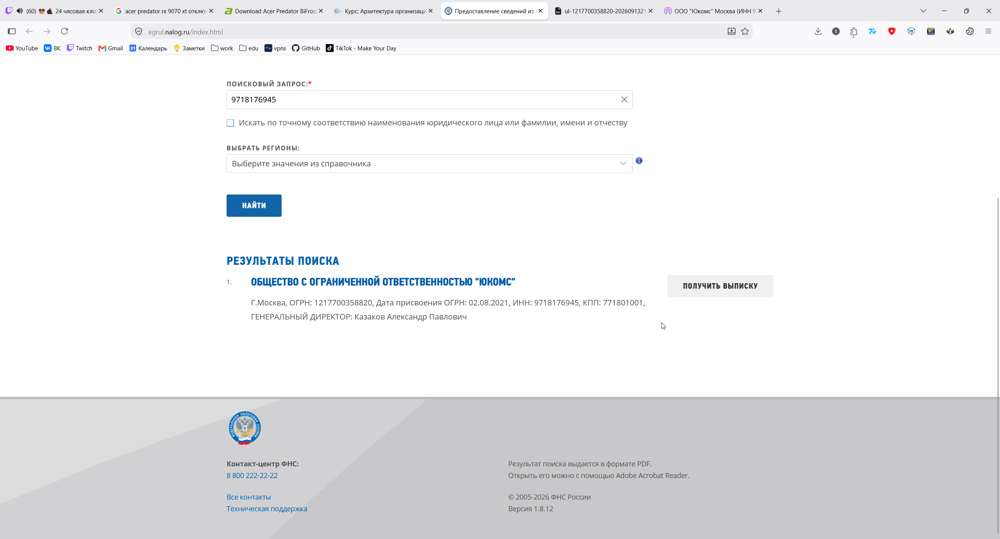 (60) 😎 24 чясовая кло
acer predator rx 9070 xt отклю
Download Acer Predator BiFros
Курс: Архитектура организаци
Предоставление сведений из
ul-1217700358820-2026091321
ООО "Юкомс" Москва (ИНН 9
egrul.nalog.ru/index.html
YouTube
ВК
Twitch
Gmail
21 Календарь
Заметки
work
edu
vpns
GitHub
TikTok - Make Your Day
ПОИСКОВЫЙ ЗАПРОС:*
9718176945
Искать по точному соответствию наименования юридического лица или фамилии, имени и отчеству
ВЫБРАТЬ РЕГИОНЫ:
Выберите значения из справочника
НАЙТИ
РЕЗУЛЬТАТЫ ПОИСКА
1.
ОБЩЕСТВО С ОГРАНИЧЕННОЙ ОТВЕТСТВЕННОСТЬЮ "ЮКОМС"
ПОЛУЧИТЬ ВЫПИСКУ
Г.Москва, ОГРН: 1217700358820, Дата присвоения ОГРН: 02.08.2021, ИНН: 9718176945, КПП: 771801001,
ГЕНЕРАЛЬНЫЙ ДИРЕКТОР: Казаков Александр Павлович
ФЕДЕРАЛЬНАЯ НАЛОГОВАЯ СЛУЖБА
Контакт-центр ФНС:
8 800 222-22-22
Все контакты
Техническая поддержка
Результат поиска выдается в формате PDF.
Открыть его можно с помощью Adobe Acrobat Reader.
© 2005-2026 ФНС России
Версия 1.8.12